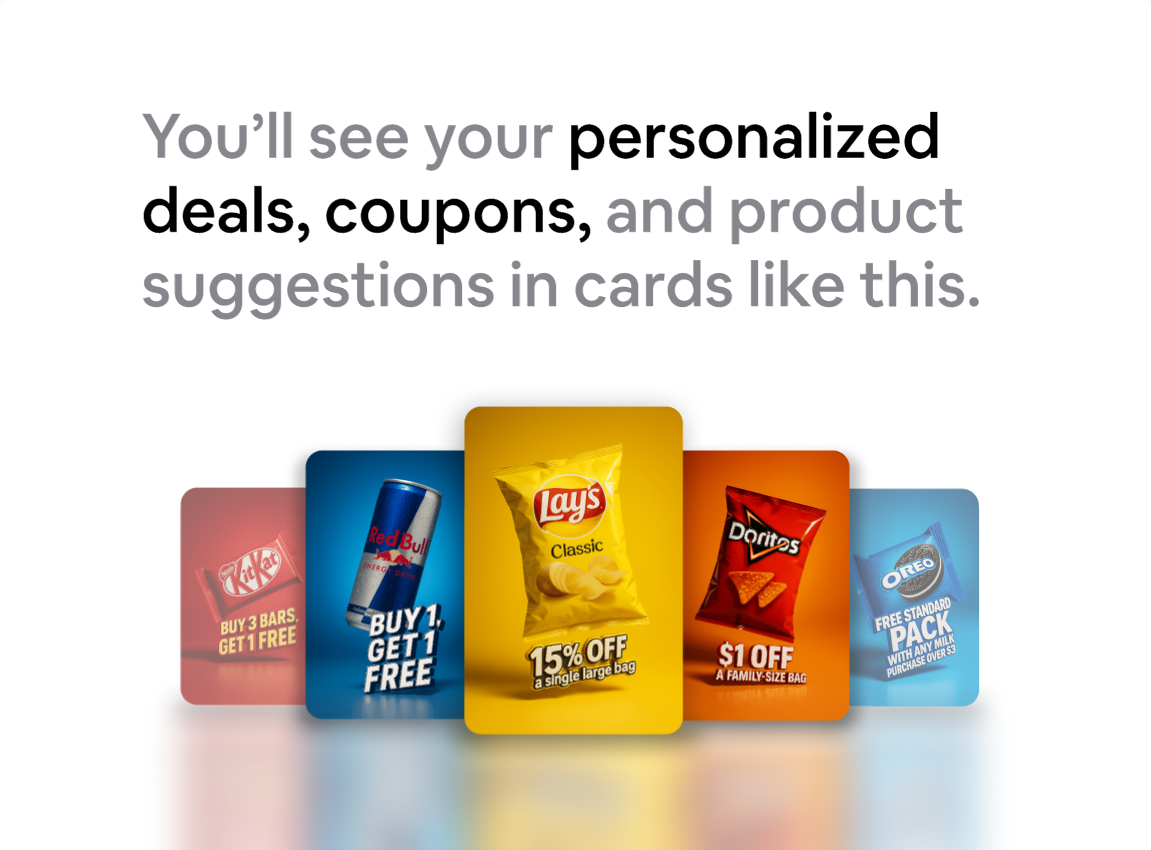 You’ll see your personalized
deals, coupons, and product
suggestions in cards like this.
KitKat
BUY 3 BARS,
GET 1 FREE
Red Bull
ENERGY DRINK
BUY 1,
GET 1
FREE
Lay's
Classic
15% OFF
a single large bag
Doritos
$1 OFF
A FAMILY-SIZE BAG
OREO
FREE STANDARD
PACK
WITH ANY MILK
PURCHASE OVER $3